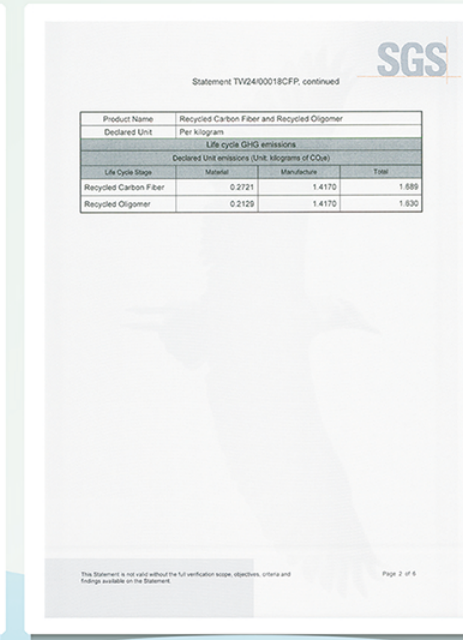 SGS
Statement TW24/00018CFP, continued
Product Name Recycled Carbon Fiber and Recycled Oligomer
Declared Unit Per kilogram
Life cycle GHG emissions
Declared Unit emissions (Unit: kilograms of CO₂e)
Life Cycle Stage Material Manufacture Total
Recycled Carbon Fiber 0.2721 1.4170 1.689
Recycled Oligomer 0.2129 1.4170 1.630
This Statement is not valid without the full verification scope, objectives, criteria and
findings available on the Statement.
Page 2 of 6